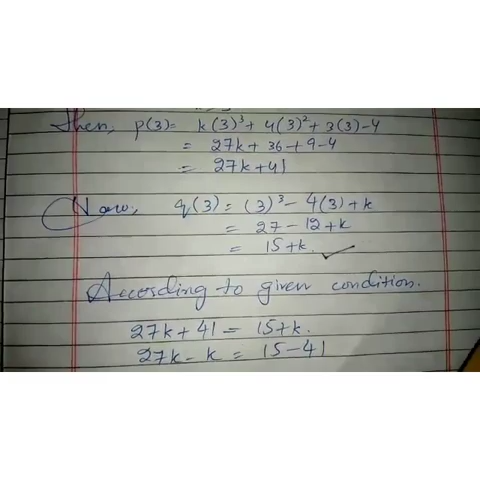 Then, p(3) = k(3)³ + 4(3)² + 3(3) - 4
= 27k + 36 + 9 - 4
= 27k + 41
Now, q(3) = (3)³ - 4(3) + k
= 27 - 12 + k
= 15 + k.
According to given condition.
27k + 41 = 15 + k.
27k - k = 15 - 41